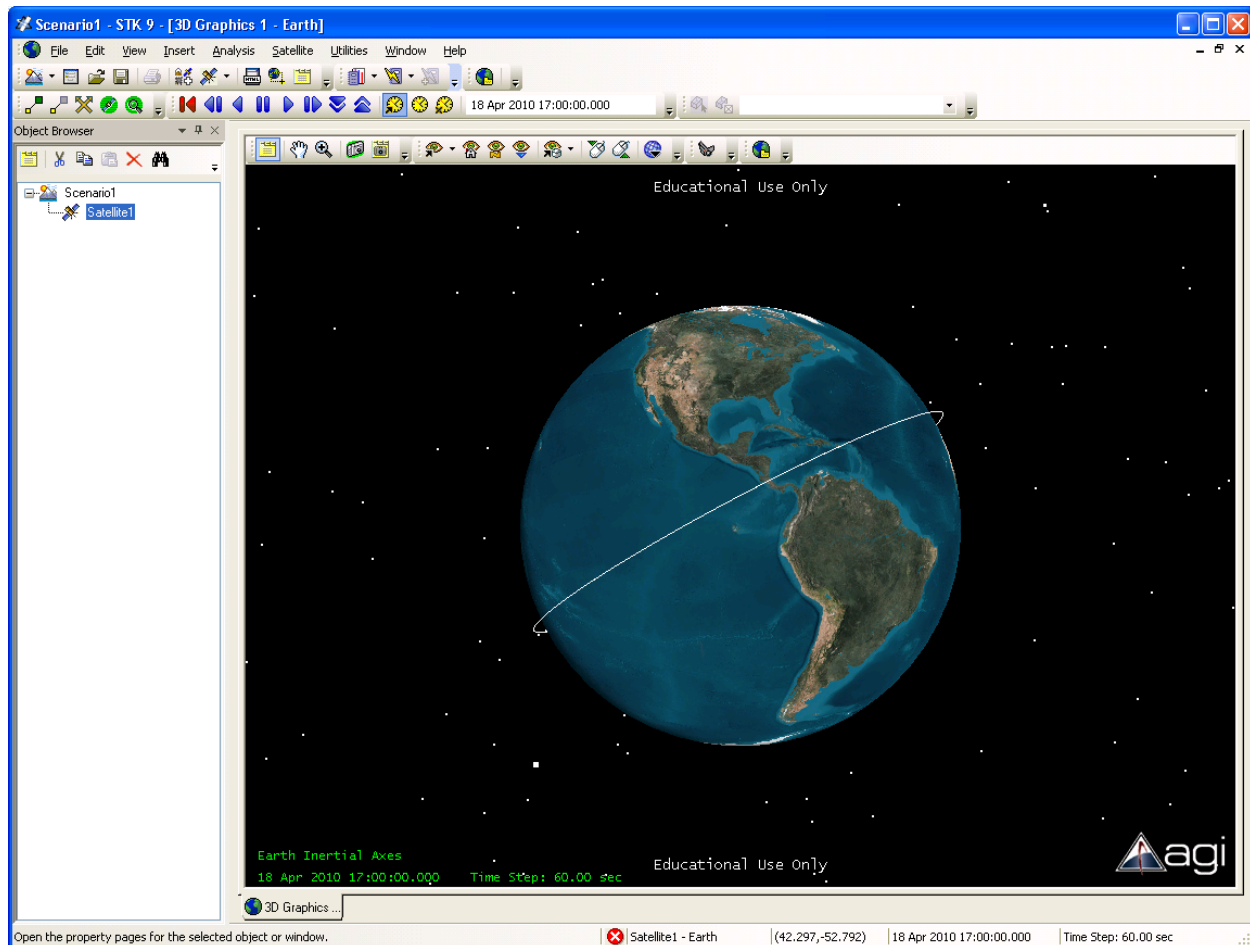 Scenario1 - STK 9 - [3D Graphics 1 - Earth]
File Edit View Insert Analysis Satellite Utilities Window Help
18 Apr 2010 17:00:00.000
Object Browser
Scenario1
Satellite1
Educational Use Only
Earth Inertial Axes
18 Apr 2010 17:00:00.000 Time Step: 60.00 sec
Educational Use Only
agi
3D Graphics ...
Open the property pages for the selected object or window. Satellite1 - Earth (42.297,-52.792) 18 Apr 2010 17:00:00.000 Time Step: 60.00 sec